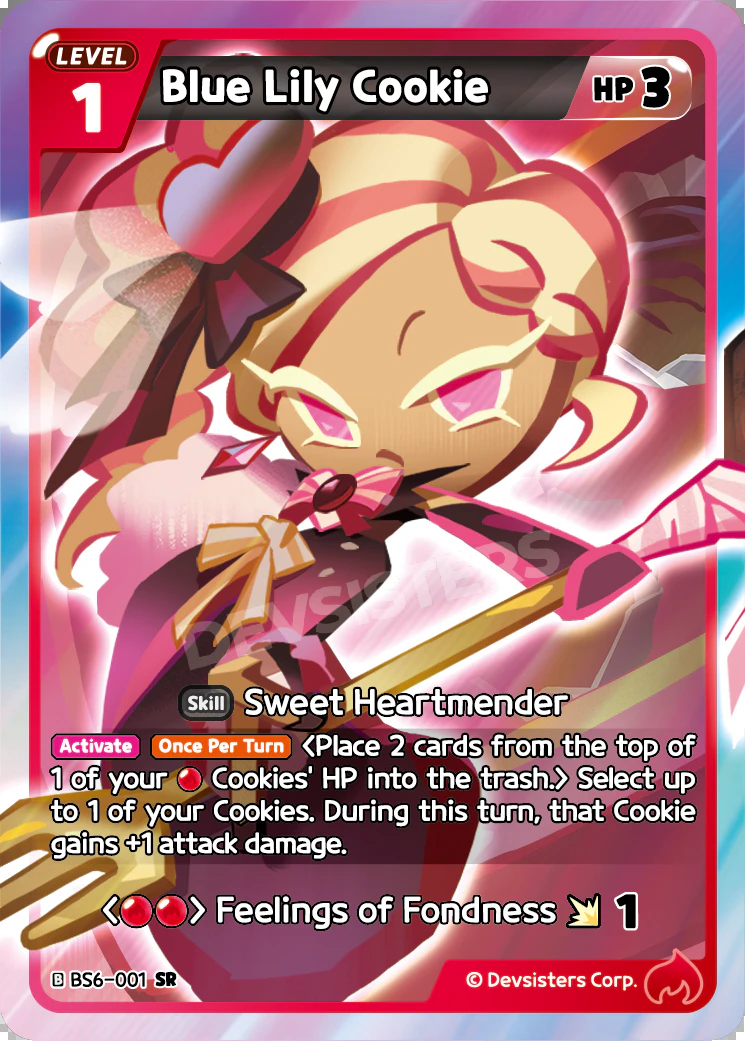 LEVEL
1
Blue Lily Cookie
HP 3
DEVSISTERS
Skill Sweet Heartmender
Activate Once Per Turn <Place 2 cards from the top of
1 of your Cookies' HP into the trash.> Select up
to 1 of your Cookies. During this turn, that Cookie
gains +1 attack damage.
< > Feelings of Fondness 1
B BS6-001 SR
© Devsisters Corp.